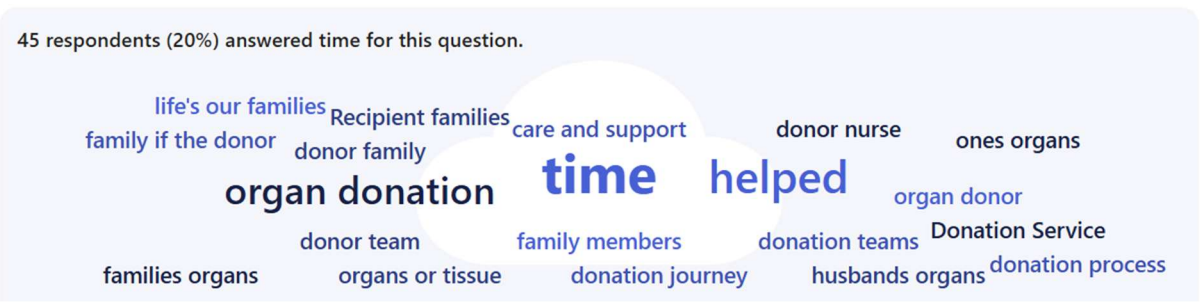 45 respondents (20%) answered time for this question.
life's our families
Recipient families
care and support
donor nurse
family if the donor
donor family
ones organs
time
helped
organ donation
organ donor
Donation Service
donor team
family members
donation teams
donation process
families organs
organs or tissue
donation journey
husbands organs